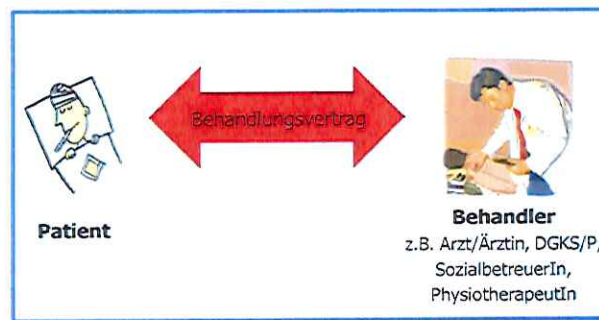 Behandlungsvertrag
Patient
Behandler
z.B. Arzt/Ärztin, DGKS/P,
SozialbetreuerIn,
PhysiotherapeutIn